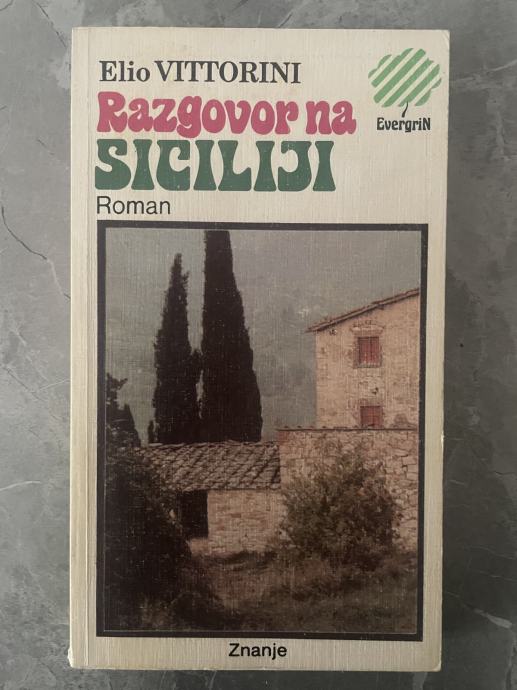 Elio VITTORINI
Razgovor na
SICILIJI
Roman
EvergriN
Znanje